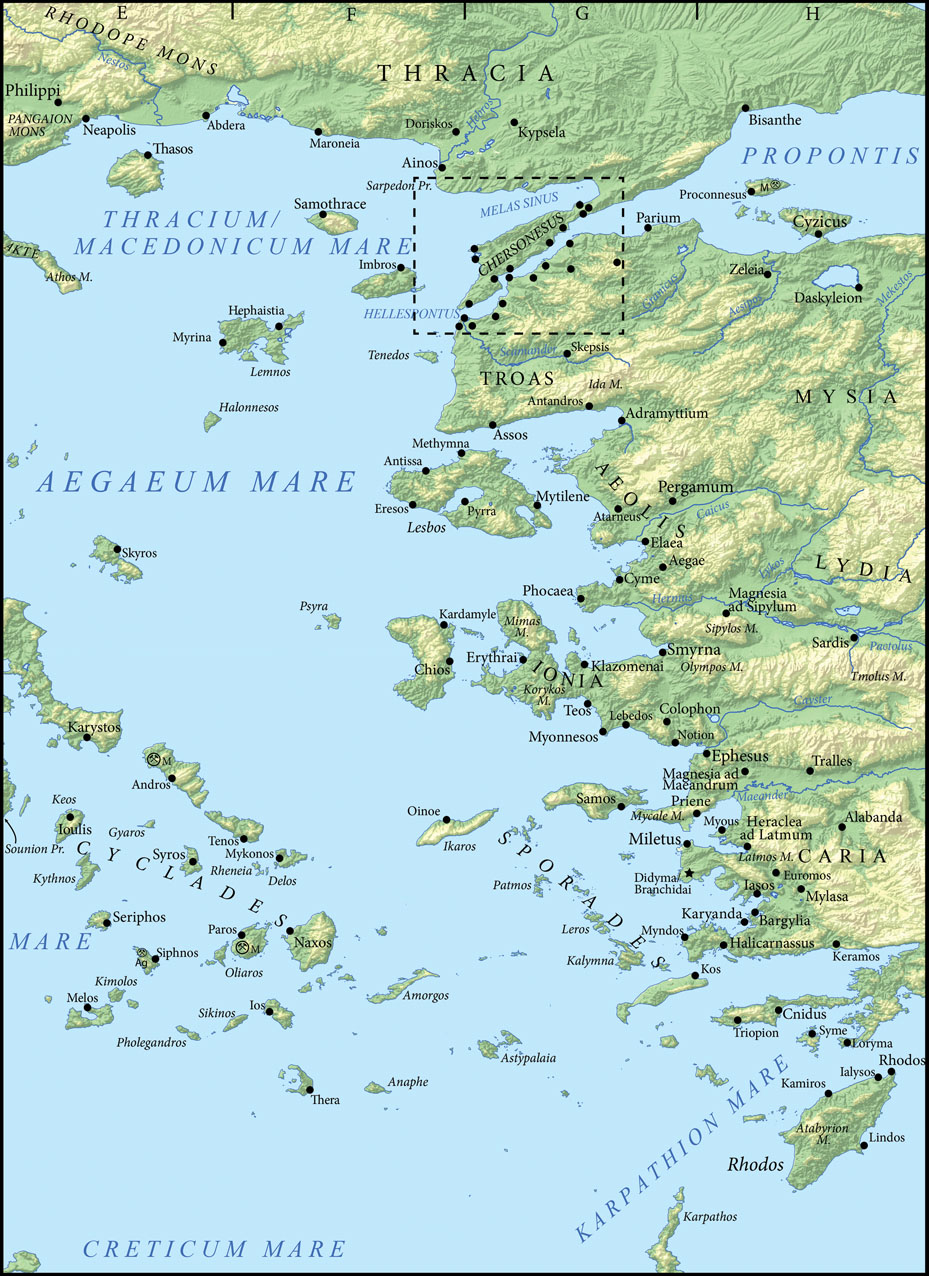 E
F
G
H
RHODOPE MONS
Nestos
THRACIA
Philippi
PANGAION
MONS
Neapolis
Abdera
Maroneia
Doriskos
Hebros
Kypsela
Bisanthe
Thasos
Ainos
PROPONTIS
Sarpedon Pr.
Proconnesus
M
Samothrace
MELAS SINUS
Parium
Cyzicus
THRACIUM/
MACEDONICUM MARE
CHERSONESUS
AKTE
Athos M.
Imbros
Zeleia
Daskyleion
Mekestos
Granicus
Aesepus
Hephaistia
HELLESPONTUS
Myrina
Lemnos
Tenedos
Scamander
Skepsis
TROAS
Ida M.
MYSIA
Halonnesos
Antandros
Adramyttium
Assos
Methymna
Antissa
AEGAEUM MARE
AEOLIS
Pergamum
Eresos
Pyrra
Mytilene
Atarneus
Caicus
Lesbos
Elaea
Skyros
Aegae
LYDIA
Cyme
Lykos
Phocaea
Hermus
Magnesia
ad Sipylum
Psyra
Kardamyle
Mimas
M.
Sipylos M.
Smyrna
Sardis
Pactolus
Chios
Erythrai
IONIA
Klazomenai
Olympos M.
Tmolus M.
Korykos
M.
Teos
Lebedos
Colophon
Cayster
Karystos
Myonnesos
Notion
Ephesus
M
Andros
Magnesia ad
Maeandrum
Tralles
Maeander
Keos
Ioulis
Gyaros
Oinoe
Samos
Priene
Mycale M.
Myous
Heraclea
ad Latmum
Alabanda
Sounion Pr.
CYCLADES
Tenos
Ikaros
SPORADES
Miletus
Latmos M.
CARIA
Syros
Mykonos
Rheneia
Delos
Kythnos
Patmos
Didyma/
Branchidai
Euromos
Iasos
Mylasa
Seriphos
Paros
Naxos
Leros
Karyanda
Bargylia
MARE
M
Myndos
Halicarnassus
Ag
Siphnos
Oliaros
Kalymna
Keramos
Kimolos
Kos
Melos
Amorgos
Ios
Sikinos
Cnidus
Triopion
Syme
Loryma
Pholegandros
Astypalaia
Rhodos
Ialysos
Thera
Anaphe
Kamiros
KARPATHION MARE
Atabyrion
M.
Lindos
Rhodos
Karpathos
CRETICUM MARE